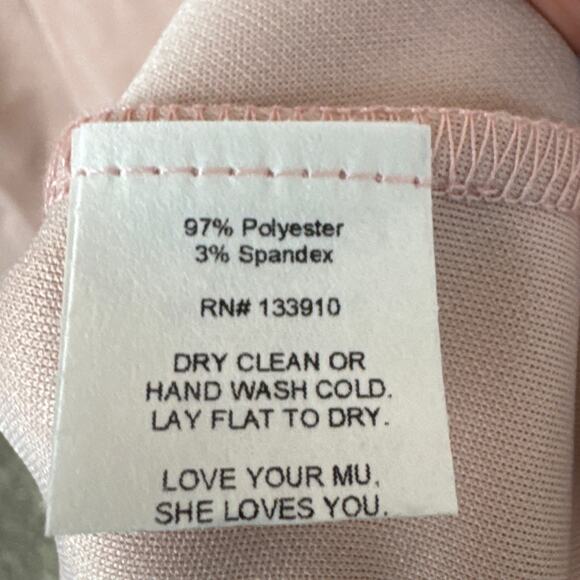 97% Polyester
3% Spandex
RN# 133910
DRY CLEAN OR
HAND WASH COLD.
LAY FLAT TO DRY.
LOVE YOUR MU.
SHE LOVES YOU.